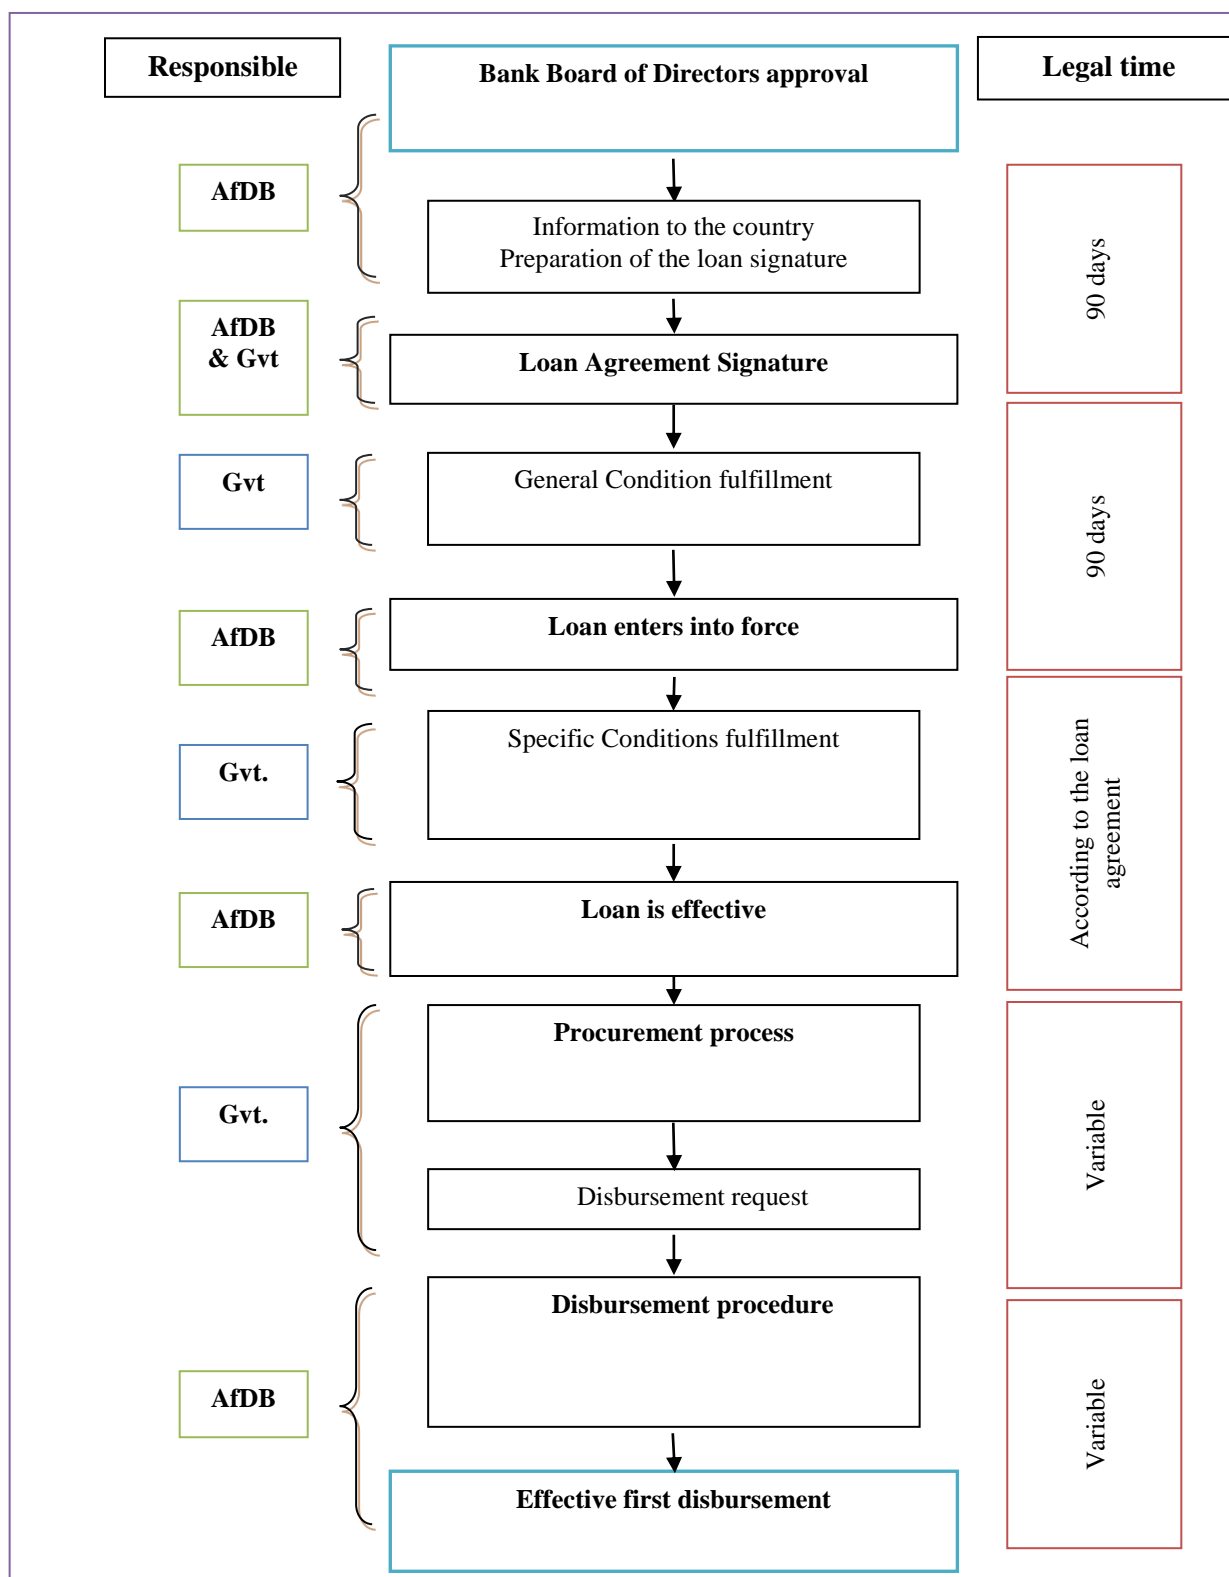 Responsible
Bank Board of Directors approval
Legal time
AfDB
Information to the country
Preparation of the loan signature
90 days
AfDB
& Gvt
Loan Agreement Signature
Gvt
General Condition fulfillment
90 days
AfDB
Loan enters into force
Gvt.
Specific Conditions fulfillment
According to the loan
agreement
AfDB
Loan is effective
Gvt.
Procurement process
Disbursement request
Variable
AfDB
Disbursement procedure
Variable
Effective first disbursement